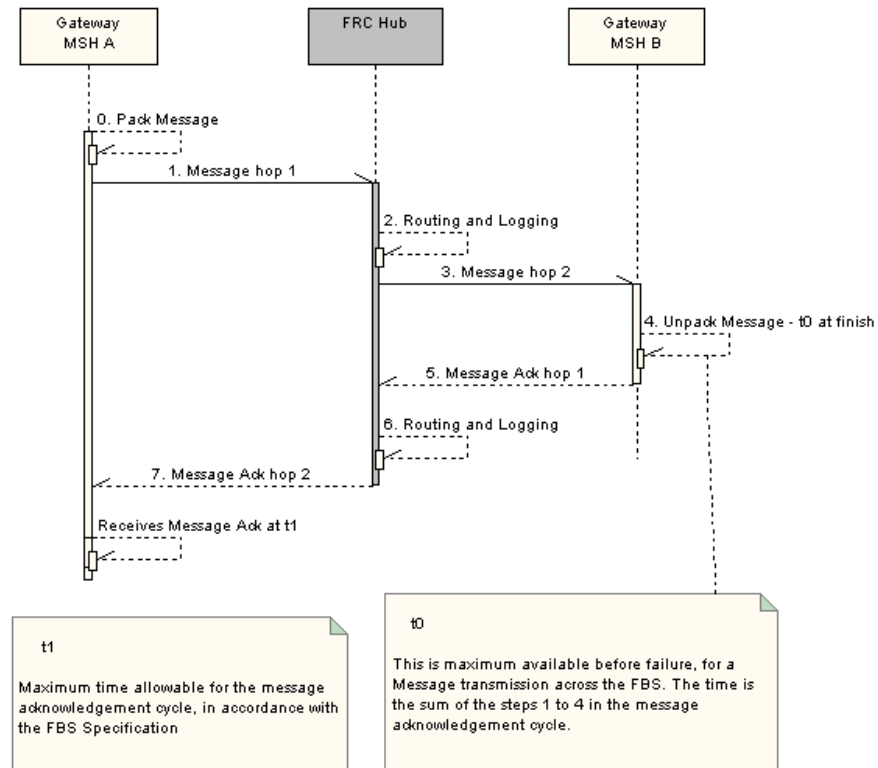 Gateway
MSH A
FRC Hub
Gateway
MSH B
0. Pack Message
1. Message hop 1
2. Routing and Logging
3. Message hop 2
4. Unpack Message - t0 at finish
5. Message Ack hop 1
6. Routing and Logging
7. Message Ack hop 2
Receives Message Ack at t1
t1
Maximum time allowable for the message
acknowledgement cycle, in accordance with
the FBS Specification
t0
This is maximum available before failure, for a
Message transmission across the FBS. The time is
the sum of the steps 1 to 4 in the message
acknowledgement cycle.